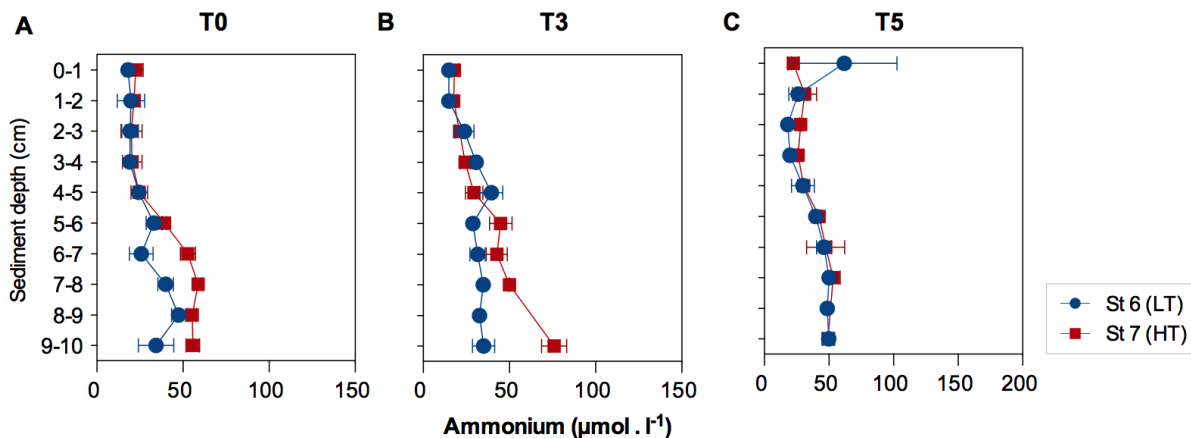 A T0 B T3 C T5
0-1
1-2
2-3
3-4
4-5
5-6
6-7
7-8
8-9
9-10
Sediment depth (cm)
0 50 100 150
0 50 100 150
0 50 100 150 200
Ammonium (µmol . l⁻¹)
St 6 (LT)
St 7 (HT)